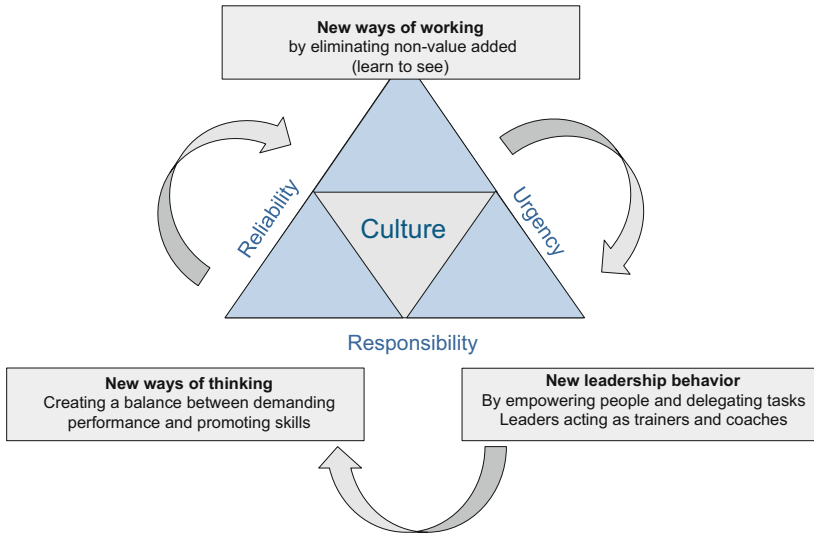 New ways of working
by eliminating non-value added
(learn to see)
Reliability
Urgency
Culture
Responsibility
New ways of thinking
Creating a balance between demanding
performance and promoting skills
New leadership behavior
By empowering people and delegating tasks
Leaders acting as trainers and coaches